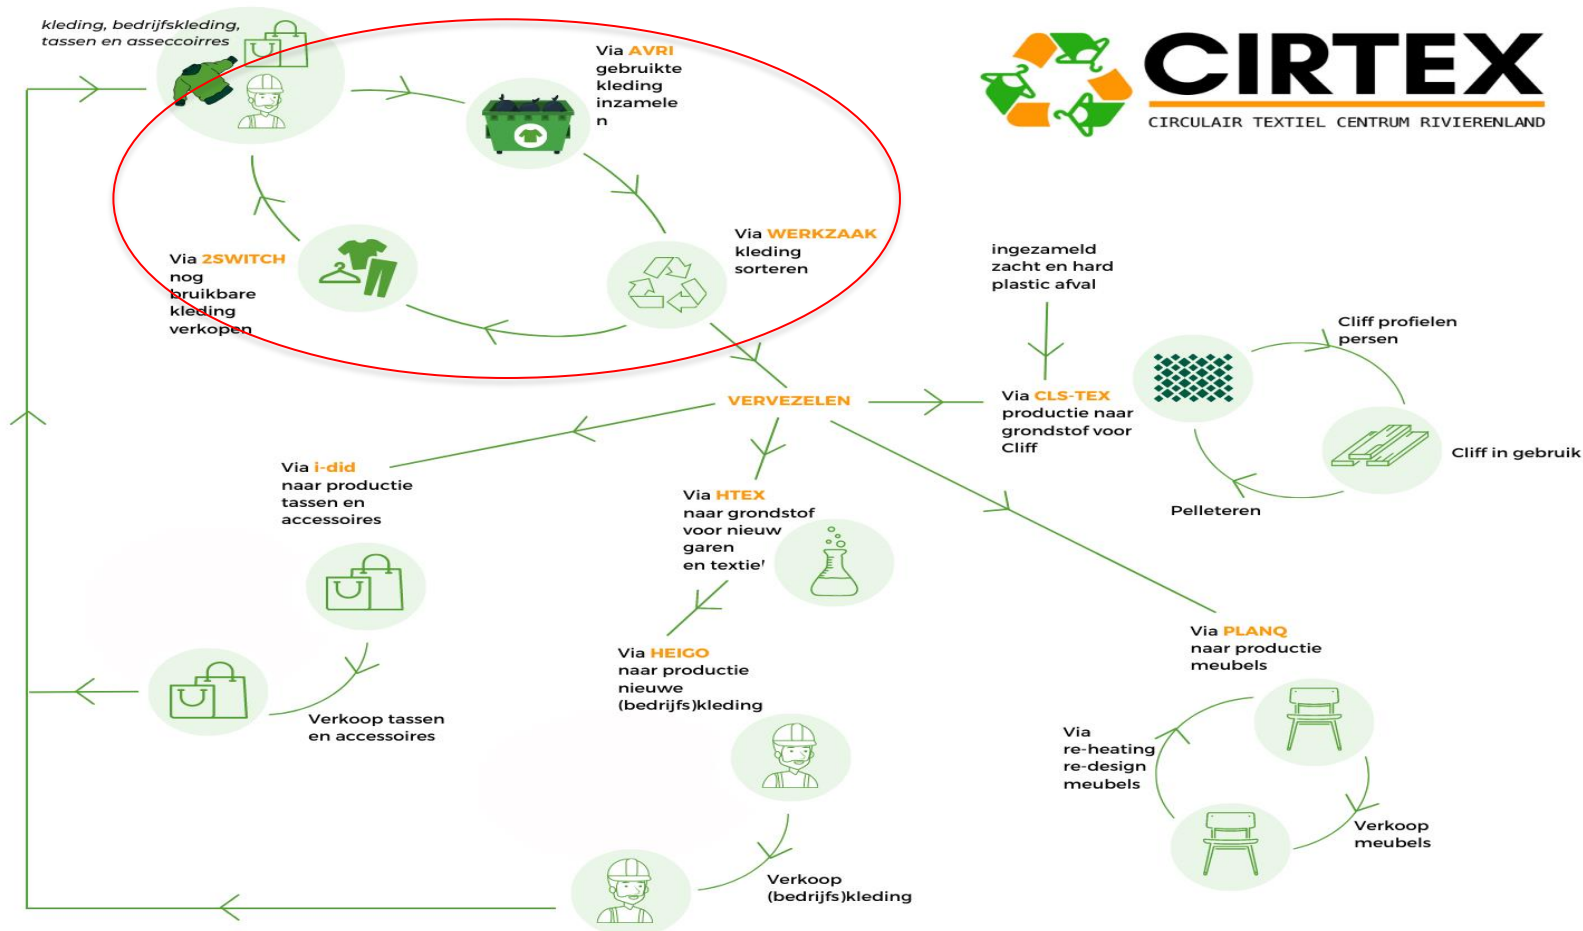 kleding, bedrijfskleding,
tassen en asseccoirres
Via AVRI
gebruikte
kleding
inzamele
n
CIRTEX
CIRCULAIR TEXTIEL CENTRUM RIVIERENLAND
Via WERKZAAK
kleding
sorteren
Via 2SWITCH
nog
bruikbare
kleding
verkopen
ingezameld
zacht en hard
plastic afval
Cliff profielen
persen
VERVEZELEN
Via CLS-TEX
productie naar
grondstof voor
Cliff
Cliff in gebruik
Pelleteren
Via i-did
naar productie
tassen en
accessoires
Via HTEX
naar grondstof
voor nieuw
garen
en textiel
Via HEIGO
naar productie
nieuwe
(bedrijfs)kleding
Via PLANQ
naar productie
meubels
Verkoop tassen
en accessoires
Via
re-heating
re-design
meubels
Verkoop
meubels
Verkoop
(bedrijfs)kleding